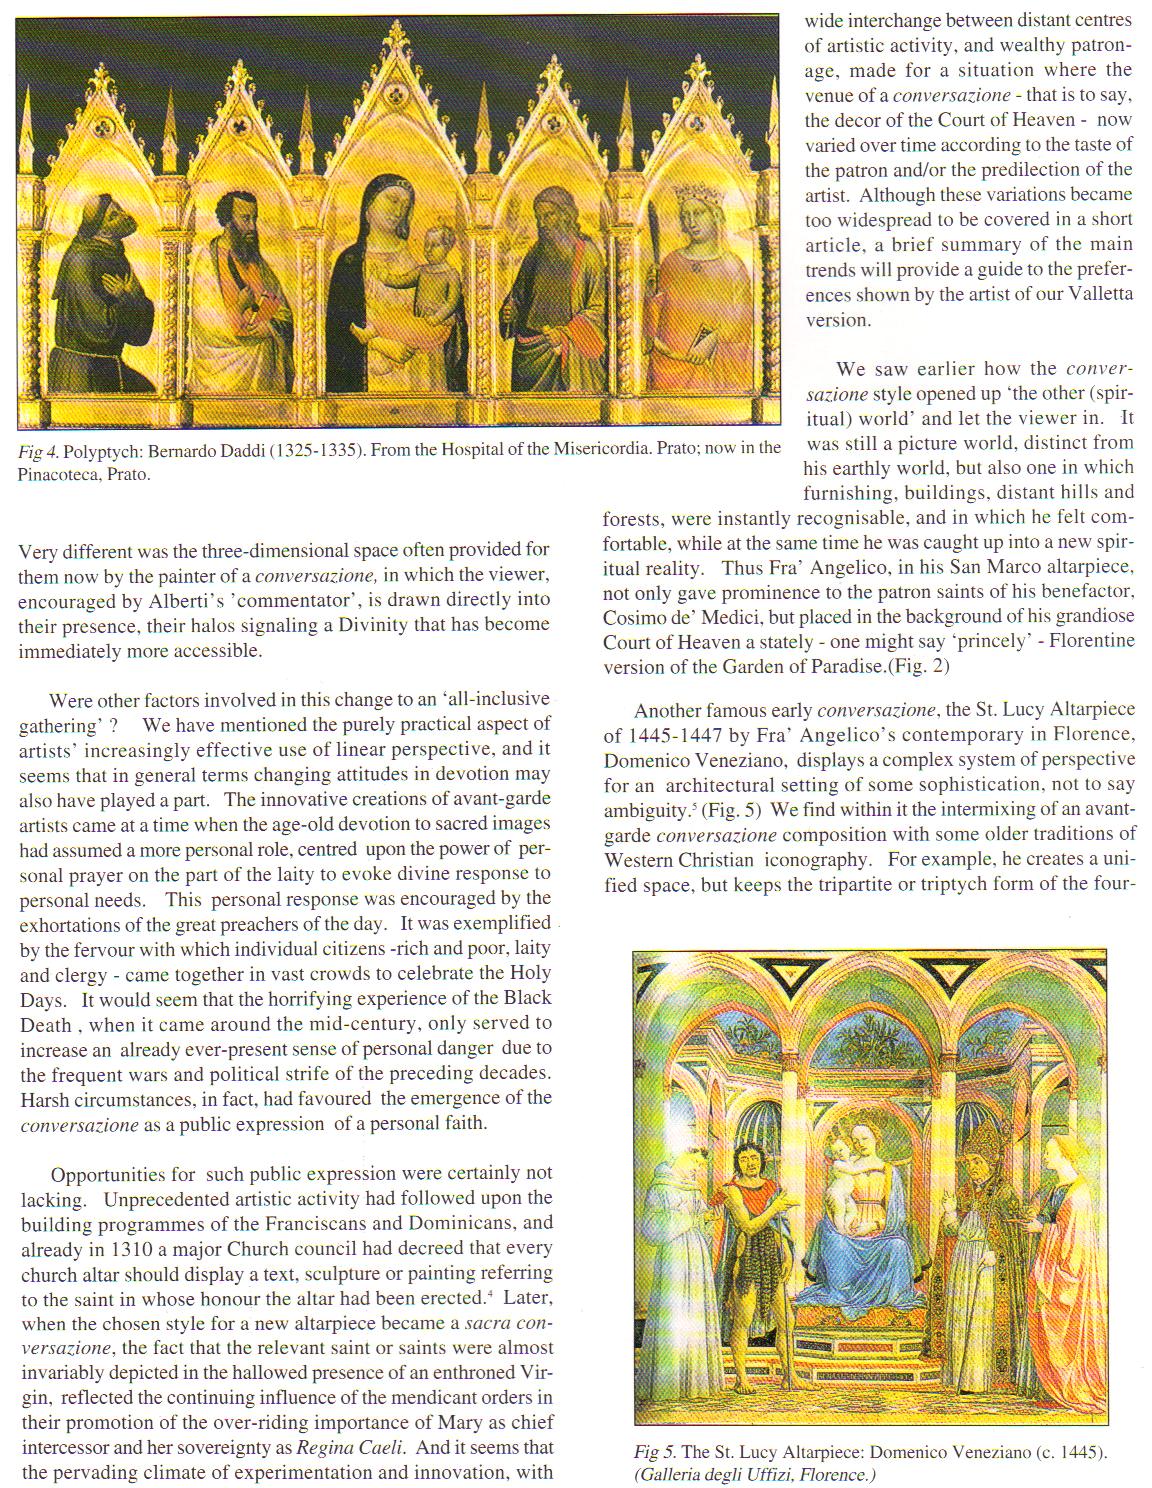 Fig 4. Polyptych: Bernardo Daddi (1325-1335). From the Hospital of the Misericordia. Prato; now in the
Pinacoteca, Prato.
Very different was the three-dimensional space often provided for
them now by the painter of a conversazione, in which the viewer,
encouraged by Alberti's 'commentator', is drawn directly into
their presence, their halos signaling a Divinity that has become
immediately more accessible.
Were other factors involved in this change to an 'all-inclusive
gathering' ? We have mentioned the purely practical aspect of
artists' increasingly effective use of linear perspective, and it
seems that in general terms changing attitudes in devotion may
also have played a part. The innovative creations of avant-garde
artists came at a time when the age-old devotion to sacred images
had assumed a more personal role, centred upon the power of per-
sonal prayer on the part of the laity to evoke divine response to
personal needs. This personal response was encouraged by the
exhortations of the great preachers of the day. It was exemplified
by the fervour with which individual citizens -rich and poor, laity
and clergy - came together in vast crowds to celebrate the Holy
Days. It would seem that the horrifying experience of the Black
Death , when it came around the mid-century, only served to
increase an already ever-present sense of personal danger due to
the frequent wars and political strife of the preceding decades.
Harsh circumstances, in fact, had favoured the emergence of the
conversazione as a public expression of a personal faith.
Opportunities for such public expression were certainly not
lacking. Unprecedented artistic activity had followed upon the
building programmes of the Franciscans and Dominicans, and
already in 1310 a major Church council had decreed that every
church altar should display a text, sculpture or painting referring
to the saint in whose honour the altar had been erected.⁴ Later,
when the chosen style for a new altarpiece became a sacra con-
versazione, the fact that the relevant saint or saints were almost
invariably depicted in the hallowed presence of an enthroned Vir-
gin, reflected the continuing influence of the mendicant orders in
their promotion of the over-riding importance of Mary as chief
intercessor and her sovereignty as Regina Caeli. And it seems that
the pervading climate of experimentation and innovation, with
wide interchange between distant centres
of artistic activity, and wealthy patron-
age, made for a situation where the
venue of a conversazione - that is to say,
the decor of the Court of Heaven - now
varied over time according to the taste of
the patron and/or the predilection of the
artist. Although these variations became
too widespread to be covered in a short
article, a brief summary of the main
trends will provide a guide to the prefer-
ences shown by the artist of our Valletta
version.
We saw earlier how the conver-
sazione style opened up 'the other (spir-
itual) world' and let the viewer in. It
was still a picture world, distinct from
his earthly world, but also one in which
furnishing, buildings, distant hills and
forests, were instantly recognisable, and in which he felt com-
fortable, while at the same time he was caught up into a new spir-
itual reality. Thus Fra' Angelico, in his San Marco altarpiece,
not only gave prominence to the patron saints of his benefactor,
Cosimo de' Medici, but placed in the background of his grandiose
Court of Heaven a stately - one might say 'princely' - Florentine
version of the Garden of Paradise.(Fig. 2)
Another famous early conversazione, the St. Lucy Altarpiece
of 1445-1447 by Fra' Angelico's contemporary in Florence,
Domenico Veneziano, displays a complex system of perspective
for an architectural setting of some sophistication, not to say
ambiguity.⁵ (Fig. 5) We find within it the intermixing of an avant-
garde conversazione composition with some older traditions of
Western Christian iconography. For example, he creates a uni-
fied space, but keeps the tripartite or triptych form of the four-
Fig 5. The St. Lucy Altarpiece: Domenico Veneziano (c. 1445).
(Galleria degli Uffizi, Florence.)